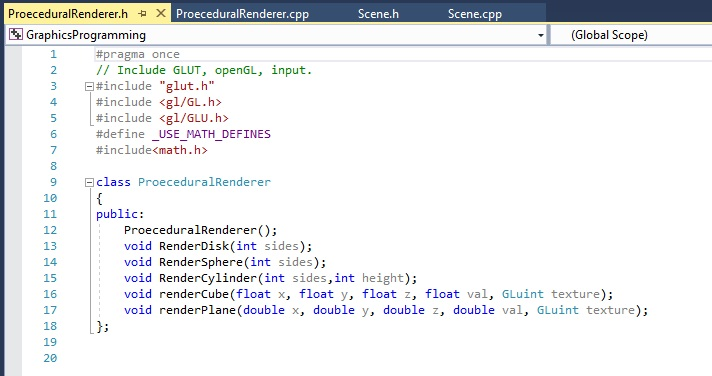 ProeceduralRenderer.h ProeceduralRenderer.cpp Scene.h Scene.cpp
GraphicsProgramming (Global Scope)
1 #pragma once
2 // Include GLUT, openGL, input.
3 #include "glut.h"
4 #include <gl/GL.h>
5 #include <gl/GLU.h>
6 #define _USE_MATH_DEFINES
7 #include<math.h>
8
9 class ProeceduralRenderer
10 {
11 public:
12 ProeceduralRenderer();
13 void RenderDisk(int sides);
14 void RenderSphere(int sides);
15 void RenderCylinder(int sides,int height);
16 void renderCube(float x, float y, float z, float val, GLuint texture);
17 void renderPlane(double x, double y, double z, double val, GLuint texture);
18 };
19
20